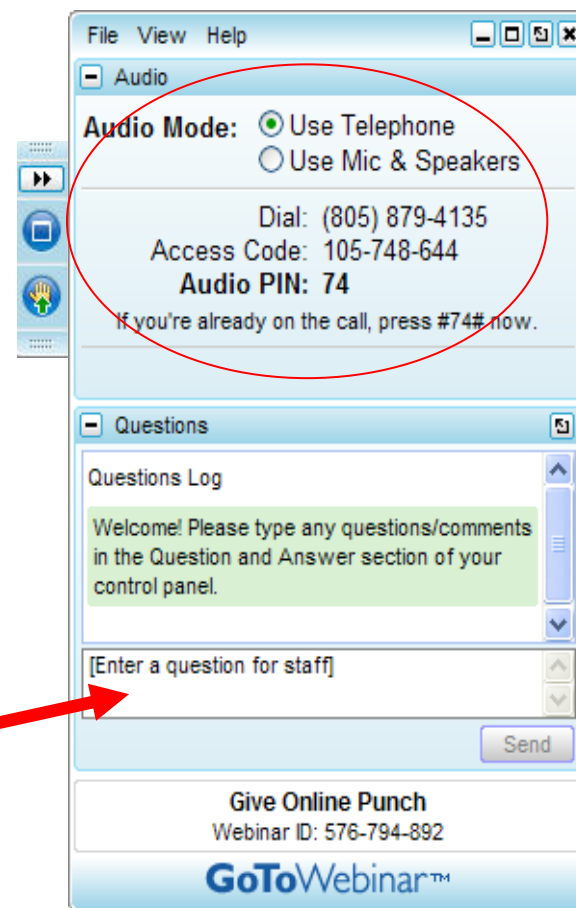 File View Help
Audio
Audio Mode: Use Telephone
Use Mic & Speakers
Dial: (805) 879-4135
Access Code: 105-748-644
Audio PIN: 74
If you're already on the call, press #74# now.
Questions
Questions Log
Welcome! Please type any questions/comments
in the Question and Answer section of your
control panel.
[Enter a question for staff]
Send
Give Online Punch
Webinar ID: 576-794-892
GoToWebinar™